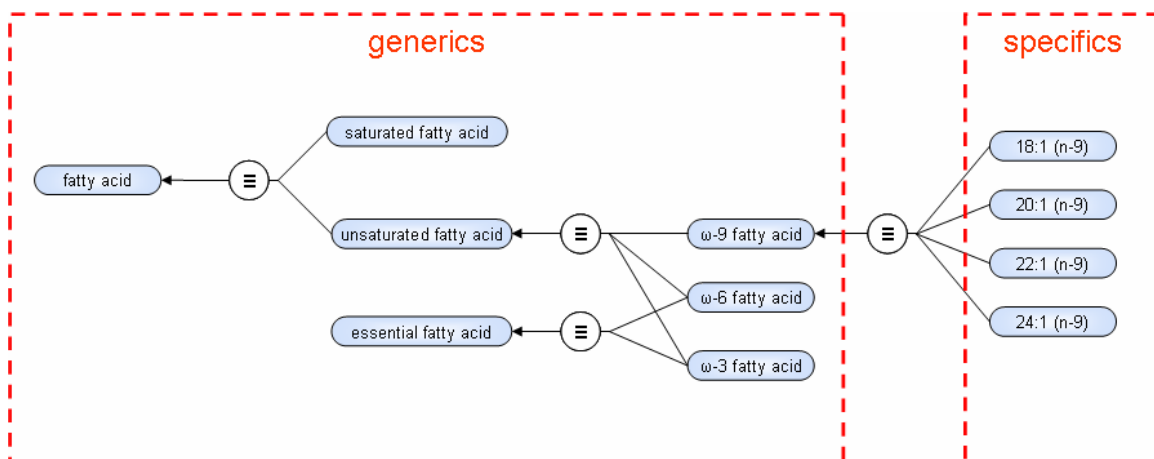 generics
specifics
saturated fatty acid
18:1 (n-9)
fatty acid
≡
20:1 (n-9)
unsaturated fatty acid
≡
ω-9 fatty acid
≡
22:1 (n-9)
ω-6 fatty acid
essential fatty acid
≡
24:1 (n-9)
ω-3 fatty acid